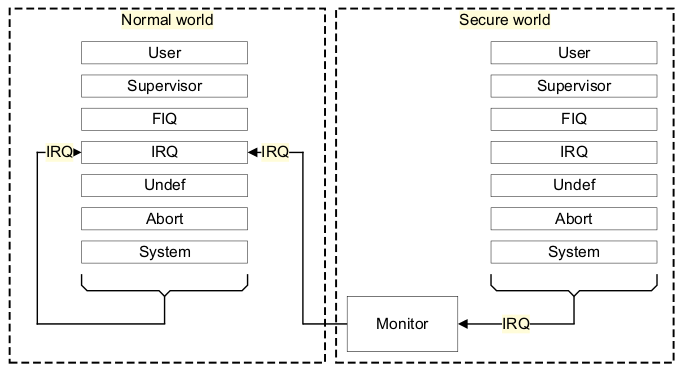 Normal world
User
Supervisor
FIQ
IRQ IRQ IRQ
Undef
Abort
System
Secure world
User
Supervisor
FIQ
IRQ
Undef
Abort
System
Monitor
IRQ